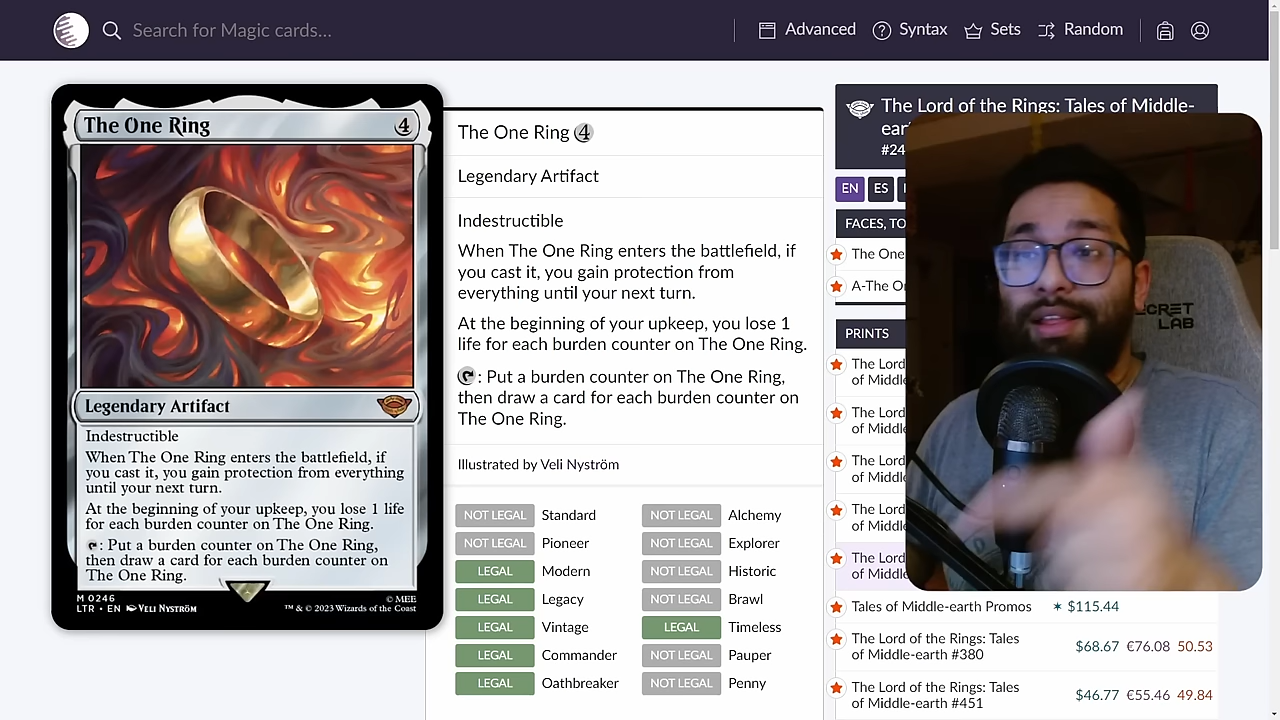 Search for Magic cards...
Advanced
Syntax
Sets
Random
The One Ring 4
Legendary Artifact
Indestructible
When The One Ring enters the battlefield, if
you cast it, you gain protection from everything
until your next turn.
At the beginning of your upkeep, you lose 1 life
for each burden counter on The One Ring.
: Put a burden counter on The One Ring,
then draw a card for each burden counter on
The One Ring.
M 0246
LTR • EN VELI NYSTRÖM
© MEE
™ & © 2023 Wizards of the Coast
The One Ring 4
Legendary Artifact
Indestructible
When The One Ring enters the battlefield, if
you cast it, you gain protection from
everything until your next turn.
At the beginning of your upkeep, you lose 1
life for each burden counter on The One Ring.
: Put a burden counter on The One Ring,
then draw a card for each burden counter on
The One Ring.
Illustrated by Veli Nyström
NOT LEGAL Standard NOT LEGAL Alchemy
NOT LEGAL Pioneer NOT LEGAL Explorer
LEGAL Modern NOT LEGAL Historic
LEGAL Legacy NOT LEGAL Brawl
LEGAL Vintage LEGAL Timeless
LEGAL Commander NOT LEGAL Pauper
LEGAL Oathbreaker NOT LEGAL Penny
The Lord of the Rings: Tales of Middle-
#24
EN ES
FACES, TO
The One
A-The
PRINTS
The Lord
of Middle
The Lord
of Middle
The Lord
of Middle
The Lord
of Middle
The Lord
of Middle
Tales of Middle-earth Promos $115.44
The Lord of the Rings: Tales
of Middle-earth #380 $68.67 €76.08 50.53
The Lord of the Rings: Tales
of Middle-earth #451 $46.77 €55.46 49.84
LAB